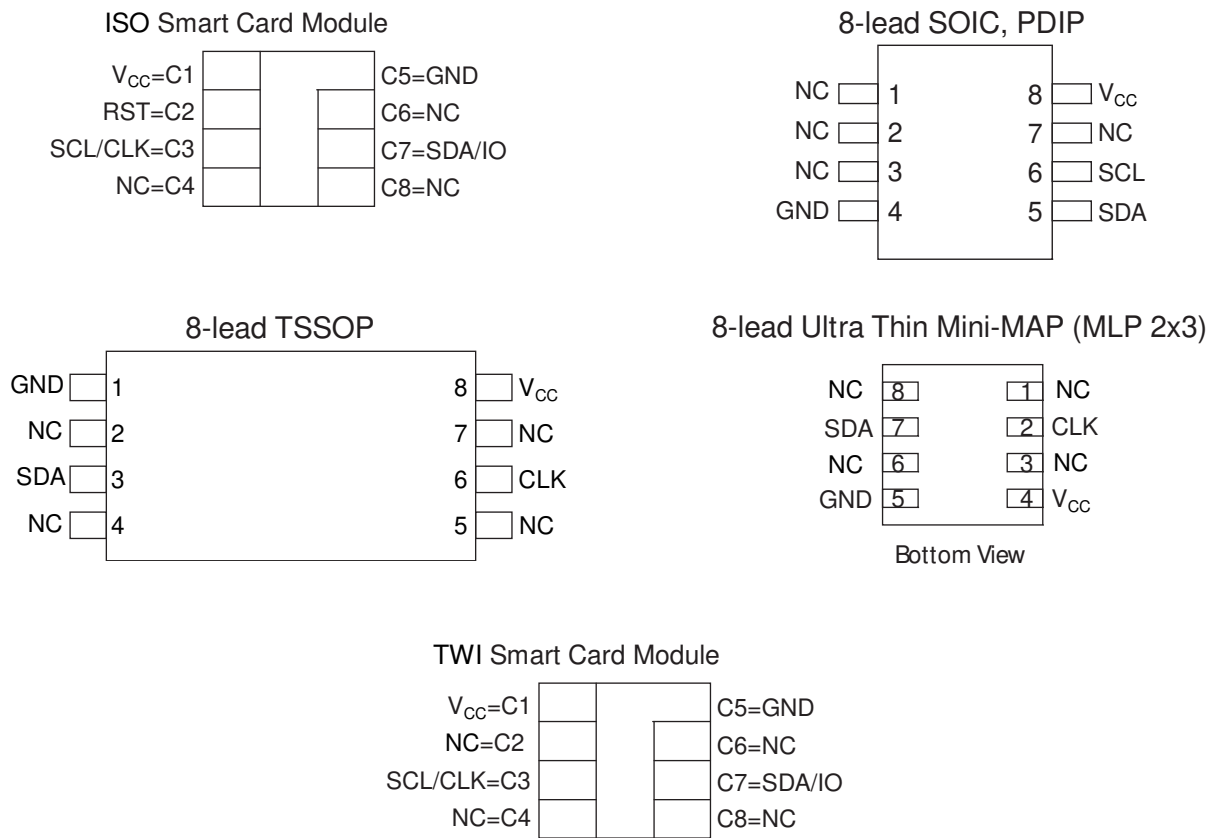 ISO Smart Card Module
VCC=C1 C5=GND
RST=C2 C6=NC
SCL/CLK=C3 C7=SDA/IO
NC=C4 C8=NC
8-lead SOIC, PDIP
NC 1 8 VCC
NC 2 7 NC
NC 3 6 SCL
GND 4 5 SDA
8-lead TSSOP
GND 1 8 VCC
NC 2 7 NC
SDA 3 6 CLK
NC 4 5 NC
8-lead Ultra Thin Mini-MAP (MLP 2x3)
NC 8 1 NC
SDA 7 2 CLK
NC 6 3 NC
GND 5 4 VCC
Bottom View
TWI Smart Card Module
VCC=C1 C5=GND
NC=C2 C6=NC
SCL/CLK=C3 C7=SDA/IO
NC=C4 C8=NC